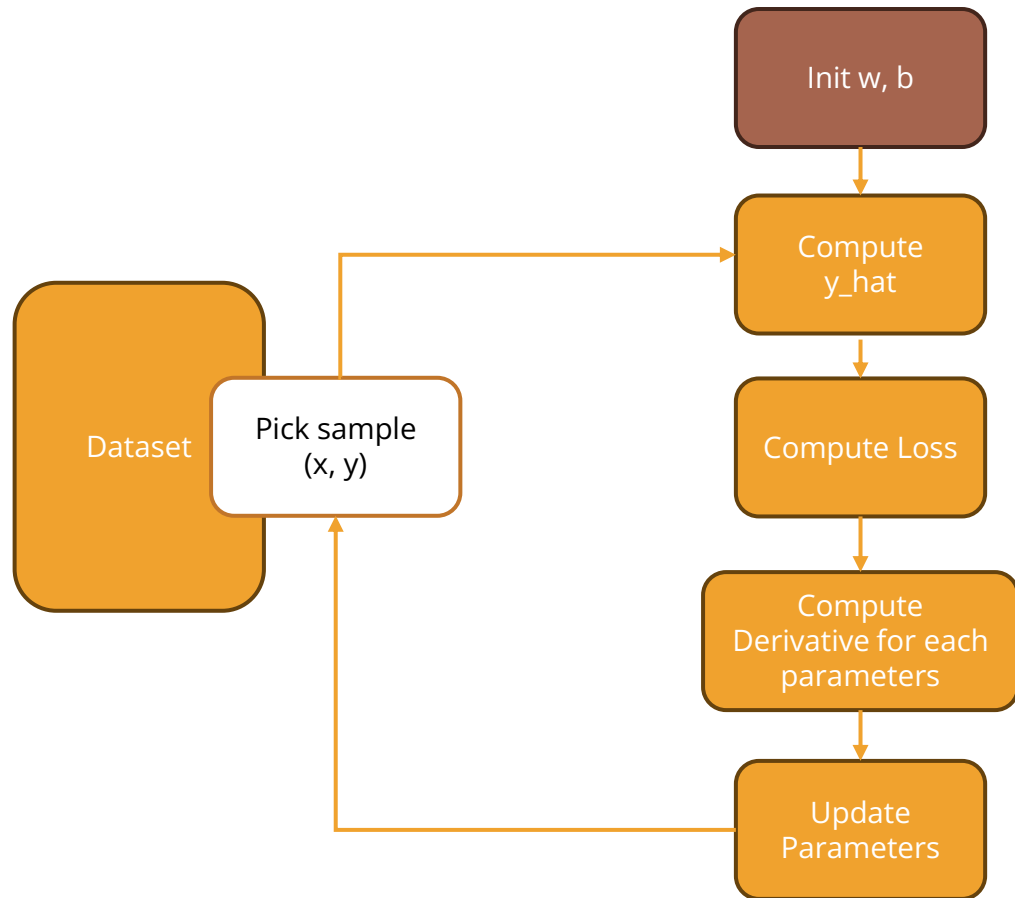 Init w, b
Compute
y_hat
Dataset
Pick sample
(x, y)
Compute Loss
Compute
Derivative for each
parameters
Update
Parameters